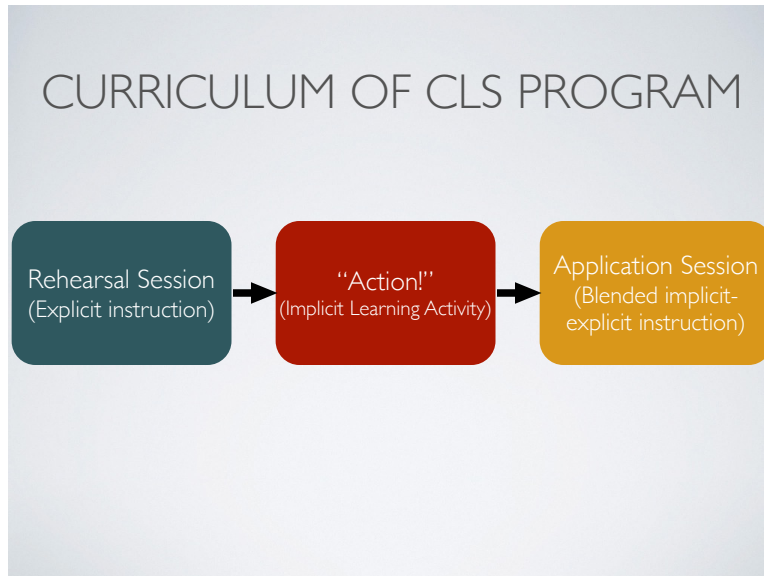 CURRICULUM OF CLS PROGRAM
Rehearsal Session
(Explicit instruction)
“Action!”
(Implicit Learning Activity)
Application Session
(Blended implicit-
explicit instruction)